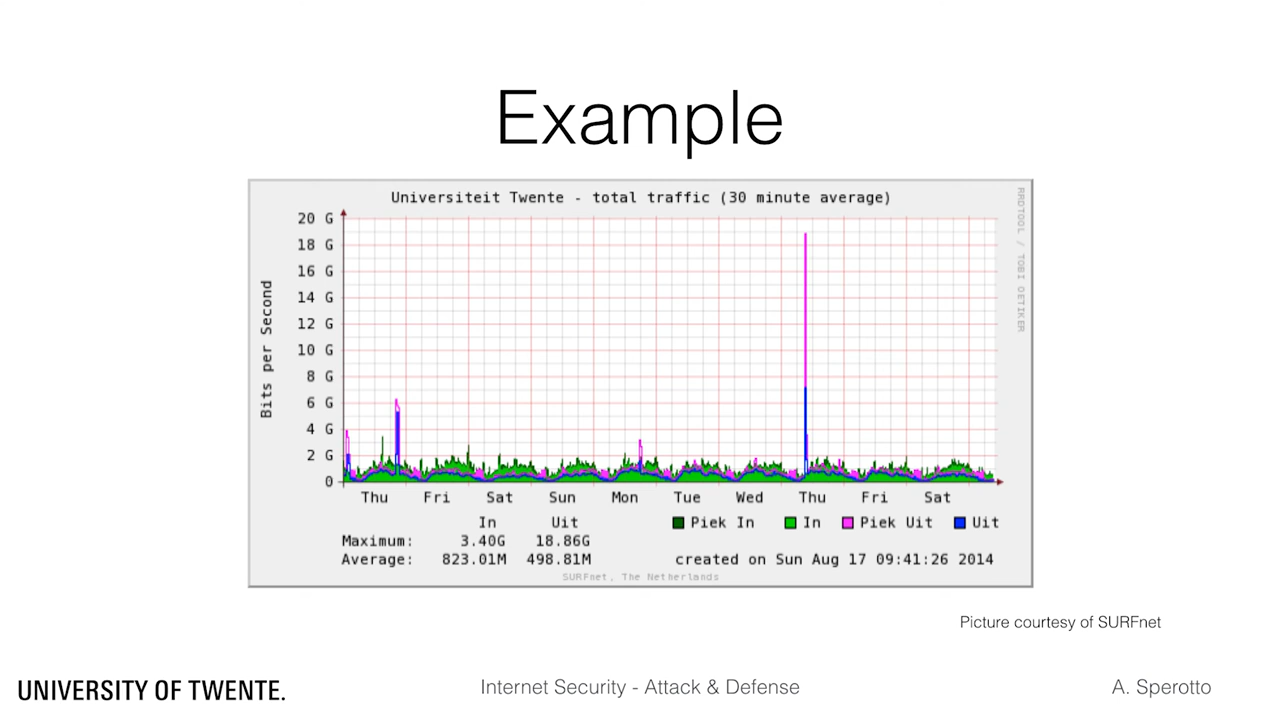 Example
Universiteit Twente - total traffic (30 minute average)
RRDTOOL / TOBI OETIKER
Bits per Second
20 G
18 G
16 G
14 G
12 G
10 G
8 G
6 G
4 G
2 G
0
Thu Fri Sat Sun Mon Tue Wed Thu Fri Sat
In Uit
Piek In In Piek Uit Uit
Maximum: 3.40G 18.86G
Average: 823.01M 498.81M
created on Sun Aug 17 09:41:26 2014
SURFnet, The Netherlands
Picture courtesy of SURFnet
UNIVERSITY OF TWENTE.
Internet Security - Attack & Defense
A. Sperotto